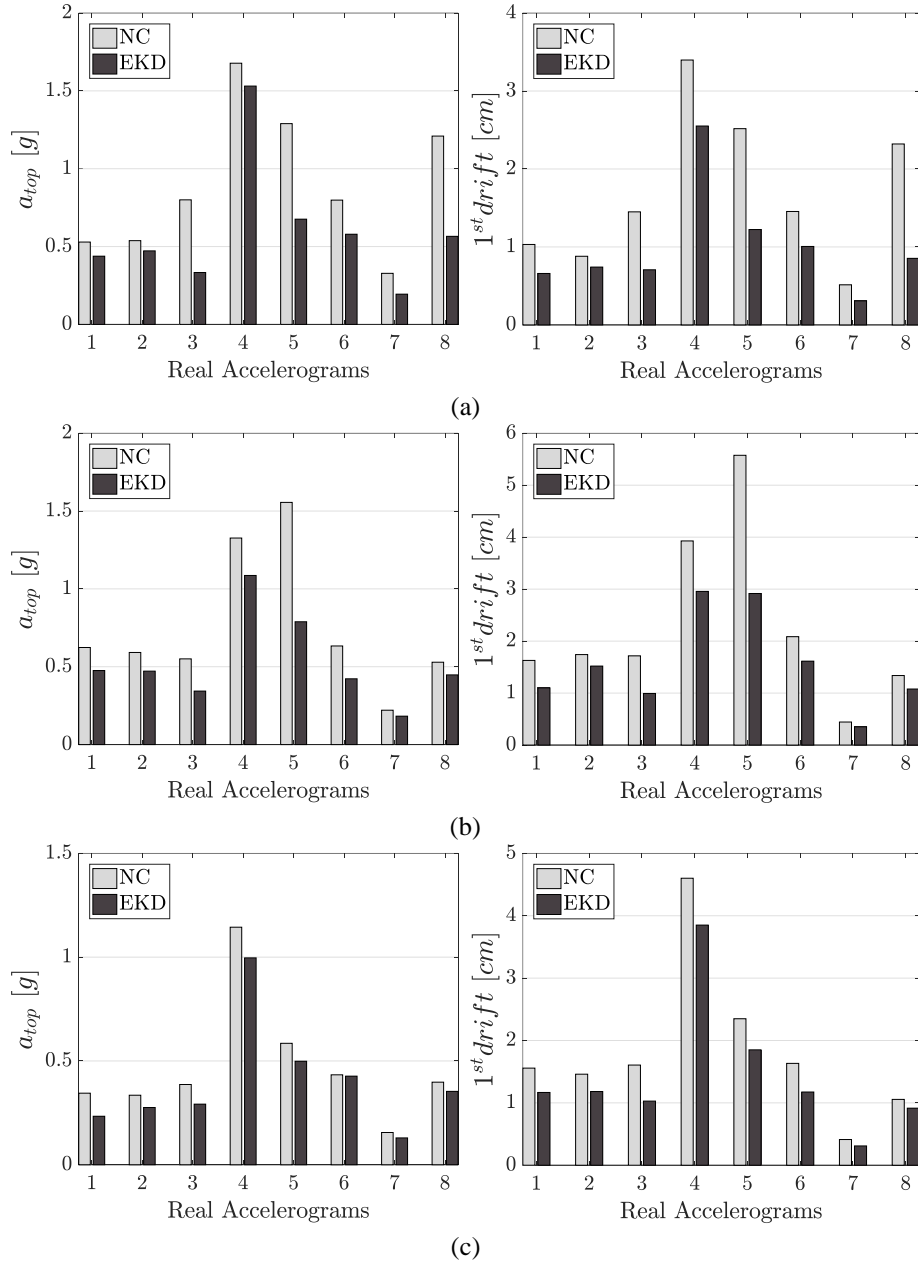 2
1.5
1
0.5
0
a_top [g]
NC
EKD
1 2 3 4 5 6 7 8
Real Accelerograms
4
3
2
1
0
1^st drift [cm]
NC
EKD
1 2 3 4 5 6 7 8
Real Accelerograms
(a)
2
1.5
1
0.5
0
a_top [g]
NC
EKD
1 2 3 4 5 6 7 8
Real Accelerograms
6
5
4
3
2
1
0
1^st drift [cm]
NC
EKD
1 2 3 4 5 6 7 8
Real Accelerograms
(b)
1.5
1
0.5
0
a_top [g]
NC
EKD
1 2 3 4 5 6 7 8
Real Accelerograms
5
4
3
2
1
0
1^st drift [cm]
NC
EKD
1 2 3 4 5 6 7 8
Real Accelerograms
(c)